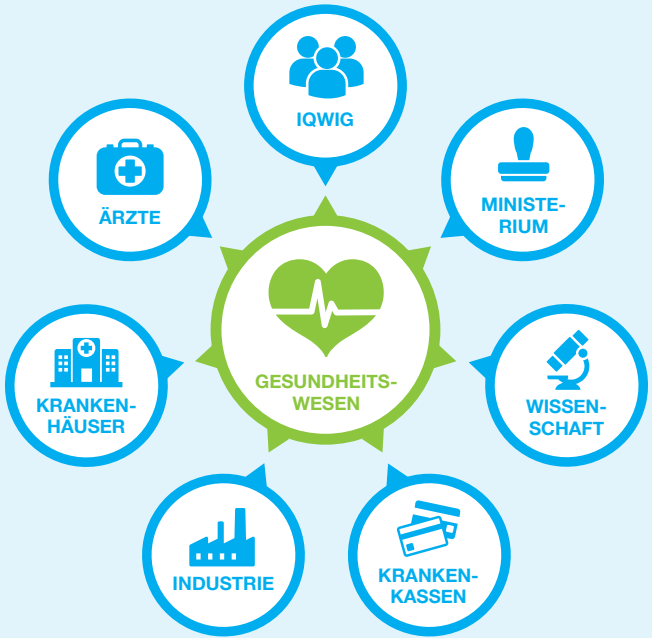 IQWIG
ÄRZTE
MINISTE-
RIUM
GESUNDHEITS-
WESEN
KRANKEN-
HÄUSER
WISSEN-
SCHAFT
INDUSTRIE
KRANKEN-
KASSEN